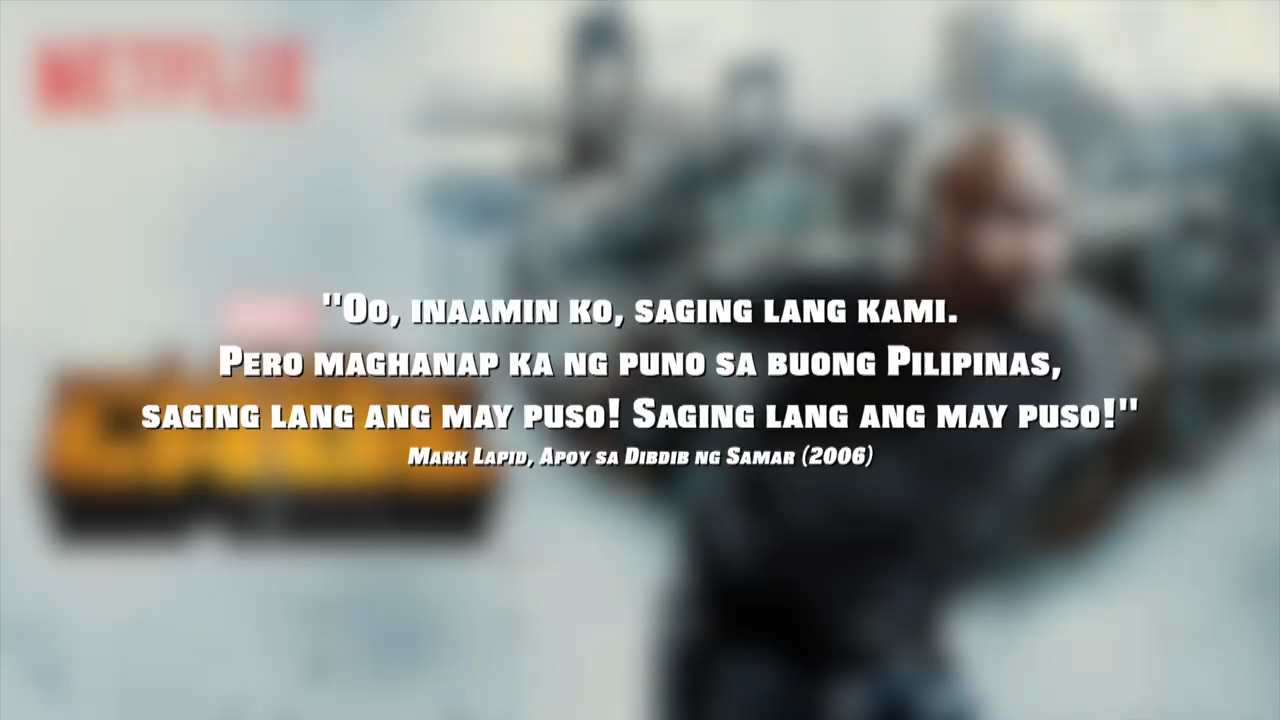 NETFLIX
"Oo, inaamin ko, saging lang kami.
Pero maghanap ka ng puno sa buong Pilipinas,
saging lang ang may puso! Saging lang ang may puso!"
Mark Lapid, Apoy sa Dibdib ng Samar (2006)